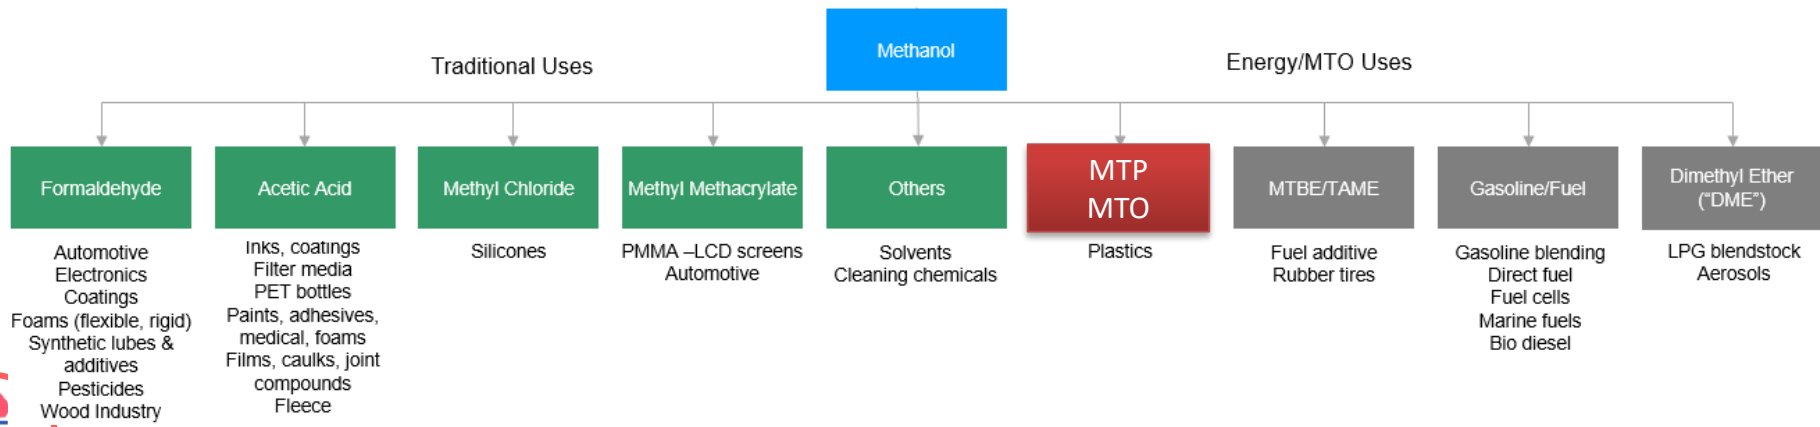 Methanol
Traditional Uses
Energy/MTO Uses
Formaldehyde
Automotive
Electronics
Coatings
Foams (flexible, rigid)
Synthetic lubes &
additives
Pesticides
Wood Industry
Acetic Acid
Inks, coatings
Filter media
PET bottles
Paints, adhesives,
medical, foams
Films, caulks, joint
compounds
Fleece
Methyl Chloride
Silicones
Methyl Methacrylate
PMMA –LCD screens
Automotive
Others
Solvents
Cleaning chemicals
MTP
MTO
Plastics
MTBE/TAME
Fuel additive
Rubber tires
Gasoline/Fuel
Gasoline blending
Direct fuel
Fuel cells
Marine fuels
Bio diesel
Dimethyl Ether
(“DME”)
LPG blendstock
Aerosols